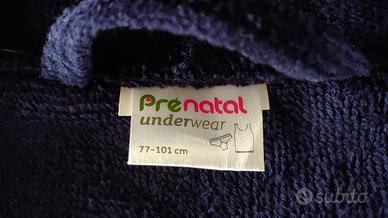 Prénatal
underwear
77-101 cm
subito